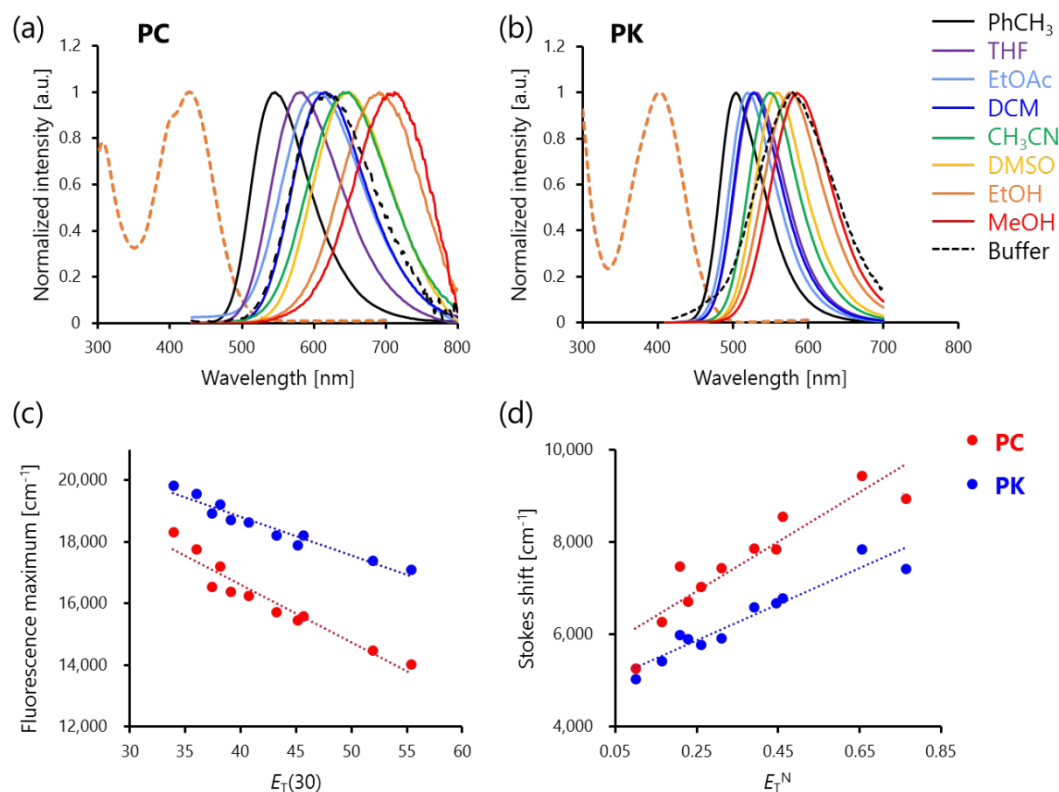 (a) PC
Normalized intensity [a.u.]
1.2
1
0.8
0.6
0.4
0.2
0
300 400 500 600 700 800
Wavelength [nm]
(b) PK
Normalized intensity [a.u.]
1.2
1
0.8
0.6
0.4
0.2
0
300 400 500 600 700 800
Wavelength [nm]
PhCH₃
THF
EtOAc
DCM
CH₃CN
DMSO
EtOH
MeOH
Buffer
(c)
Fluorescence maximum [cm⁻¹]
20,000
18,000
16,000
14,000
12,000
30 35 40 45 50 55 60
E_T(30)
(d)
Stokes shift [cm⁻¹]
10,000
8,000
6,000
4,000
0.05 0.25 0.45 0.65 0.85
E_T^N
PC
PK